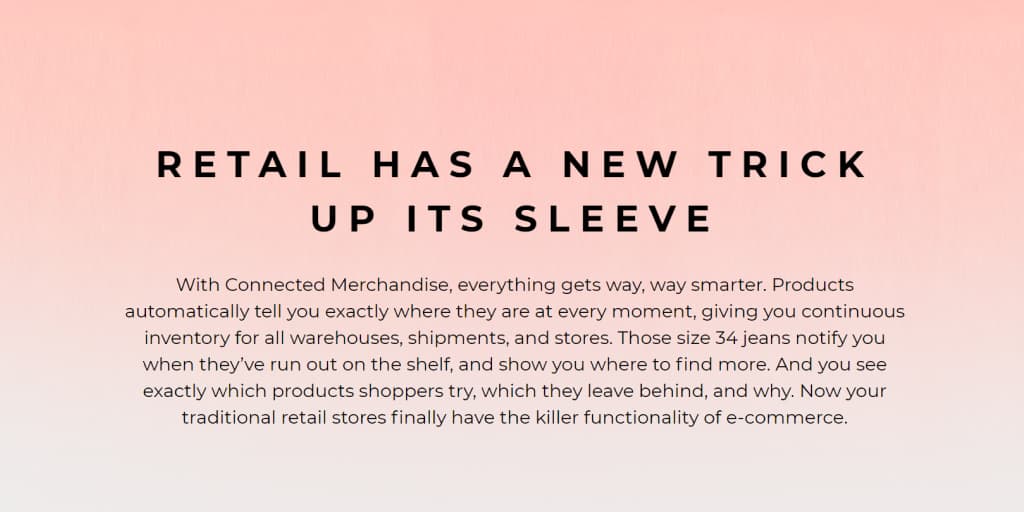 RETAIL HAS A NEW TRICK
UP ITS SLEEVE
With Connected Merchandise, everything gets way, way smarter. Products
automatically tell you exactly where they are at every moment, giving you continuous
inventory for all warehouses, shipments, and stores. Those size 34 jeans notify you
when they’ve run out on the shelf, and show you where to find more. And you see
exactly which products shoppers try, which they leave behind, and why. Now your
traditional retail stores finally have the killer functionality of e-commerce.